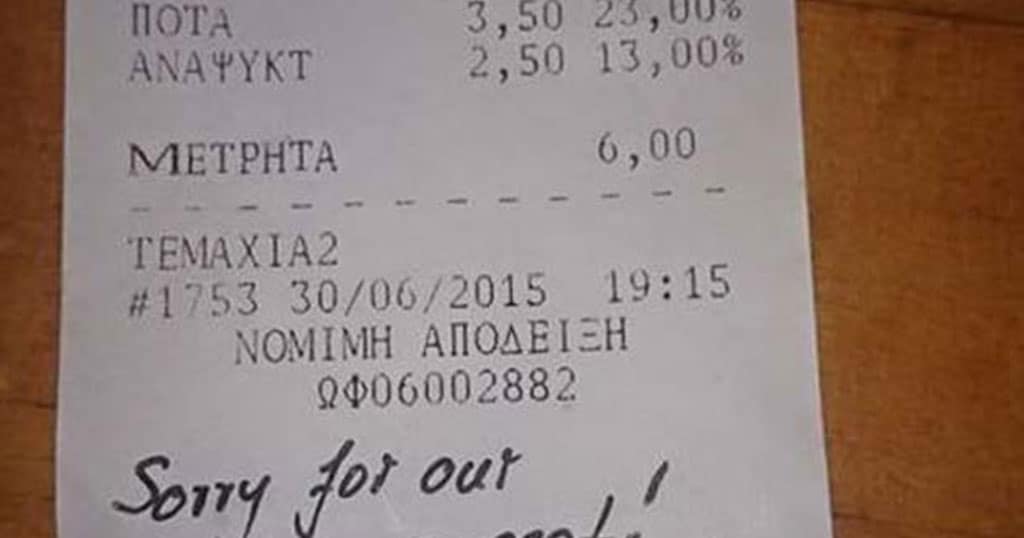 ΠΟΤΑ 3,50 23,00%
ΑΝΑΨΥΚΤ 2,50 13,00%
ΜΕΤΡΗΤΑ 6,00
- - - - - - - - - - - -
ΤΕΜΑΧΙΑ2
#1753 30/06/2015 19:15
ΝΟΜΙΜΗ ΑΠΟΔΕΙΞΗ
ΩΦ06002882
Sorry for our